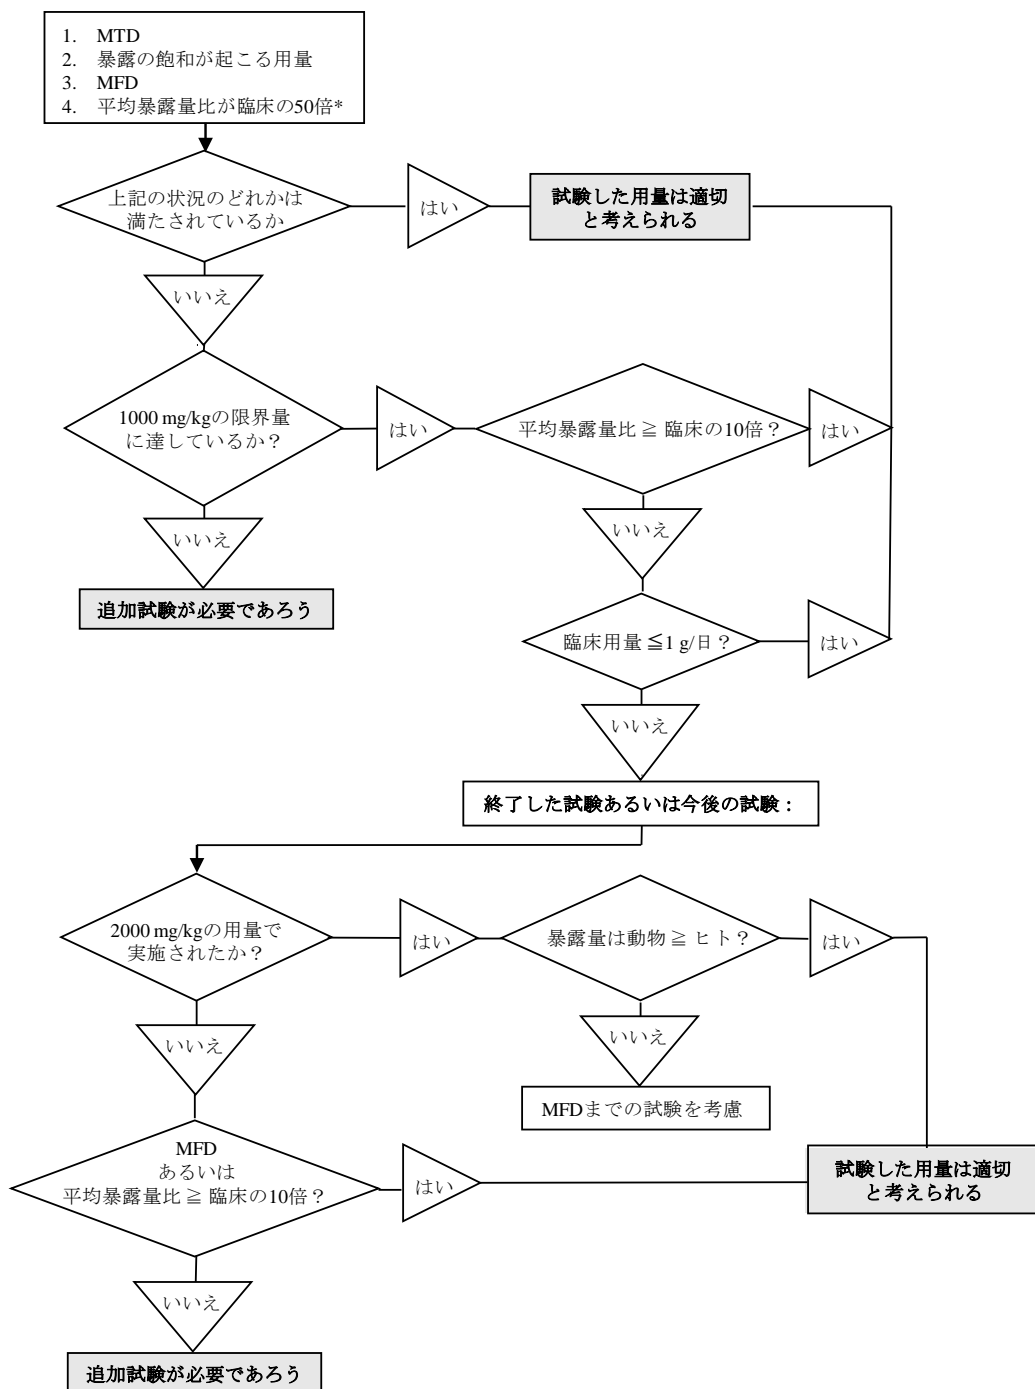 1. MTD
2. 暴露の飽和が起こる用量
3. MFD
4. 平均暴露量比が臨床の50倍*
上記の状況のどれかは
満たされているか
はい
試験した用量は適切
と考えられる
いいえ
1000 mg/kgの限界量
に達しているか？
はい
平均暴露量比 ≧ 臨床の10倍？
はい
いいえ
いいえ
追加試験が必要であろう
臨床用量 ≦1 g/日？
はい
いいえ
終了した試験あるいは今後の試験：
2000 mg/kgの用量で
実施されたか？
はい
暴露量は動物 ≧ ヒト？
はい
いいえ
いいえ
MFDまでの試験を考慮
MFD
あるいは
平均暴露量比 ≧ 臨床の10倍？
はい
試験した用量は適切
と考えられる
いいえ
追加試験が必要であろう